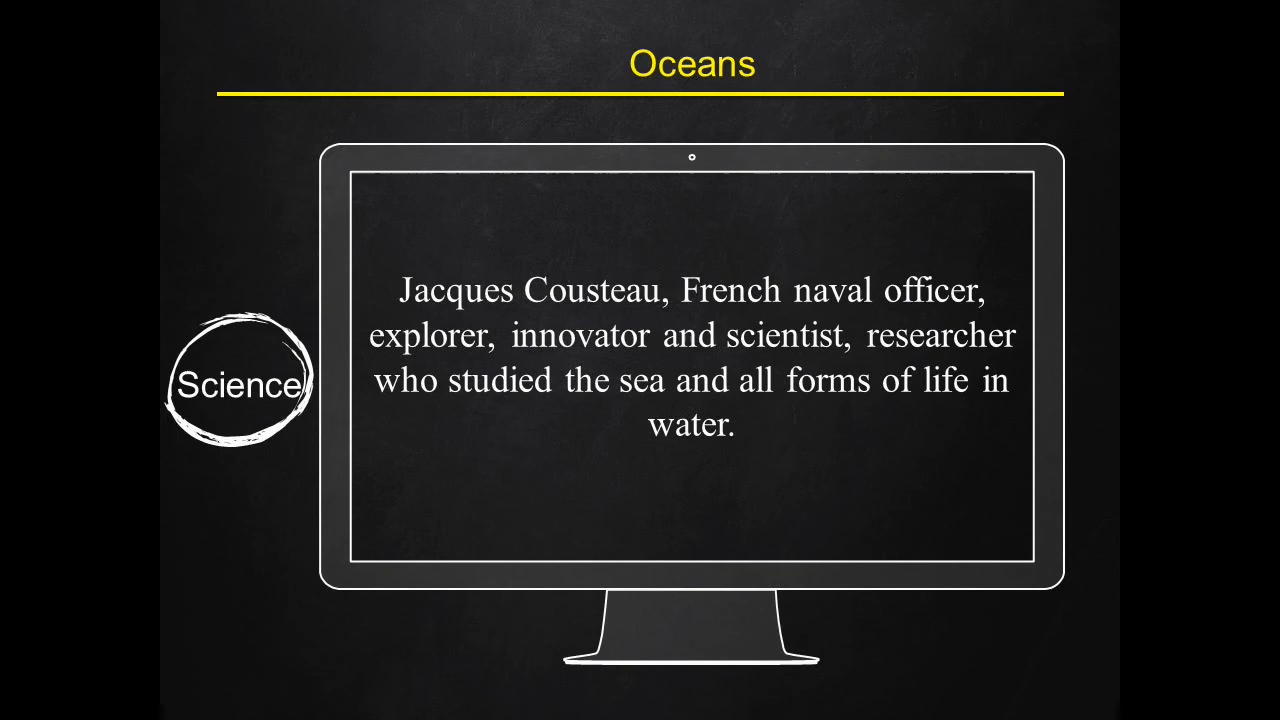 Oceans
Jacques Cousteau, French naval officer,
explorer, innovator and scientist, researcher
who studied the sea and all forms of life in
water.
Science